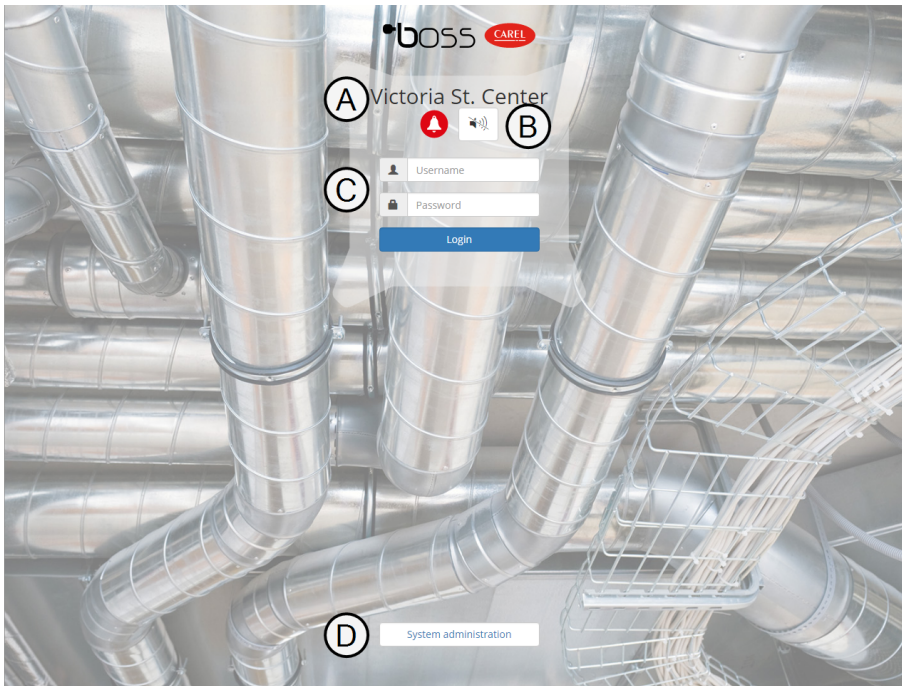 boss CAREL
A Victoria St. Center
B
Username
C
Password
Login
D System administration